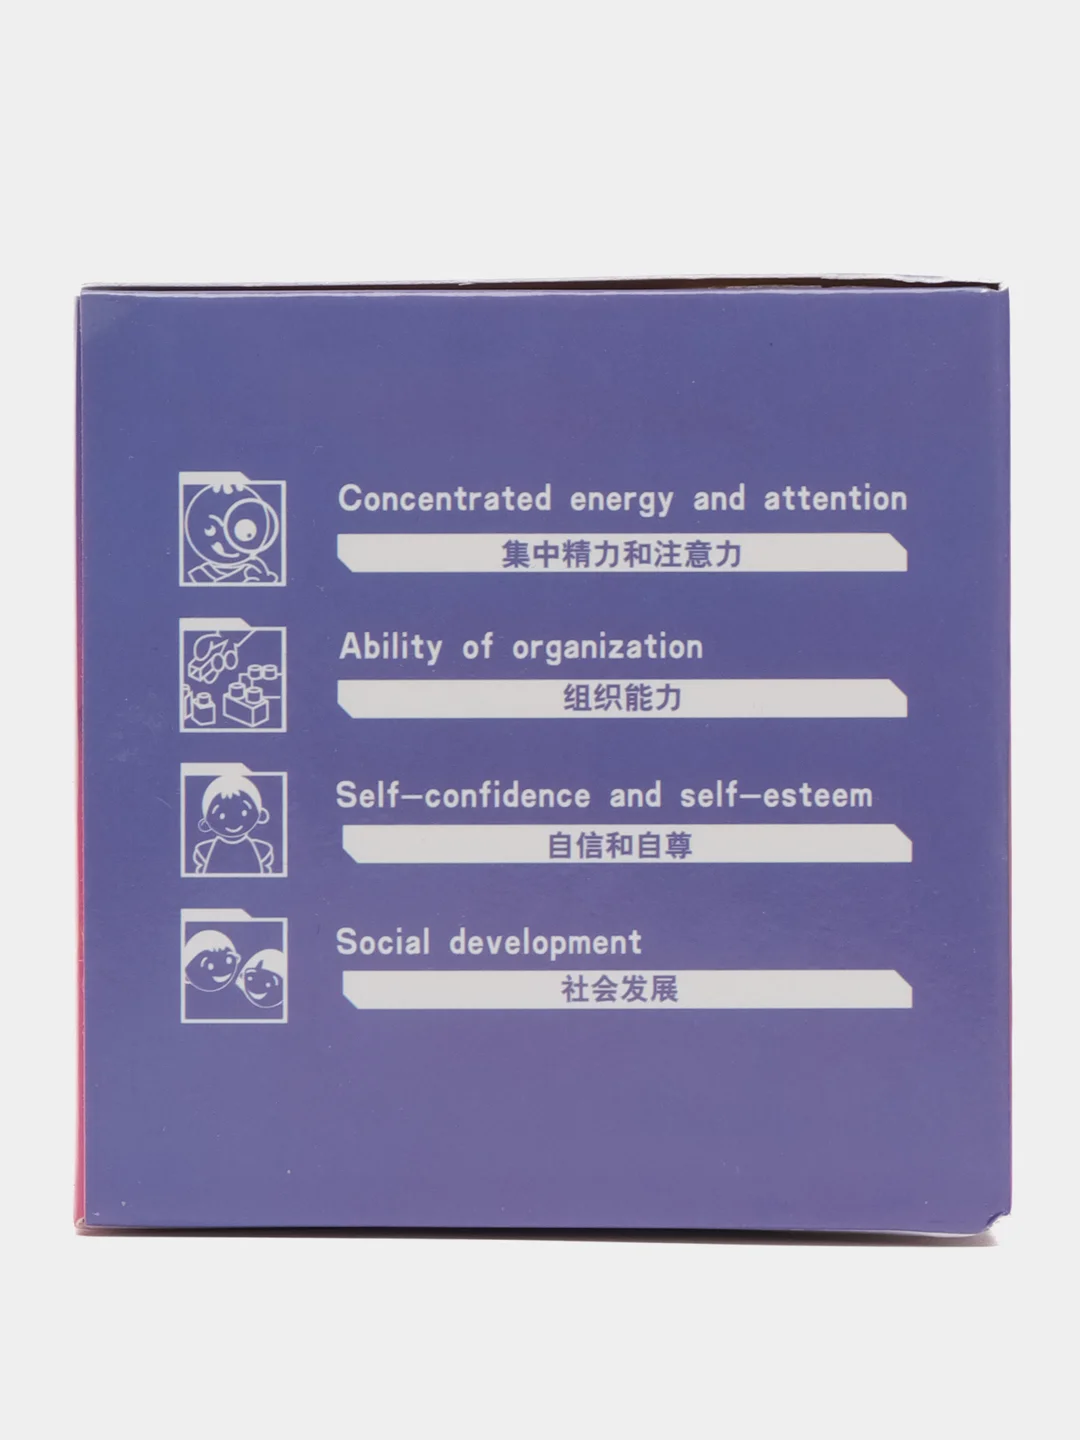 Concentrated energy and attention
集中精力和注意力
Ability of organization
组织能力
Self-confidence and self-esteem
自信和自尊
Social development
社会发展